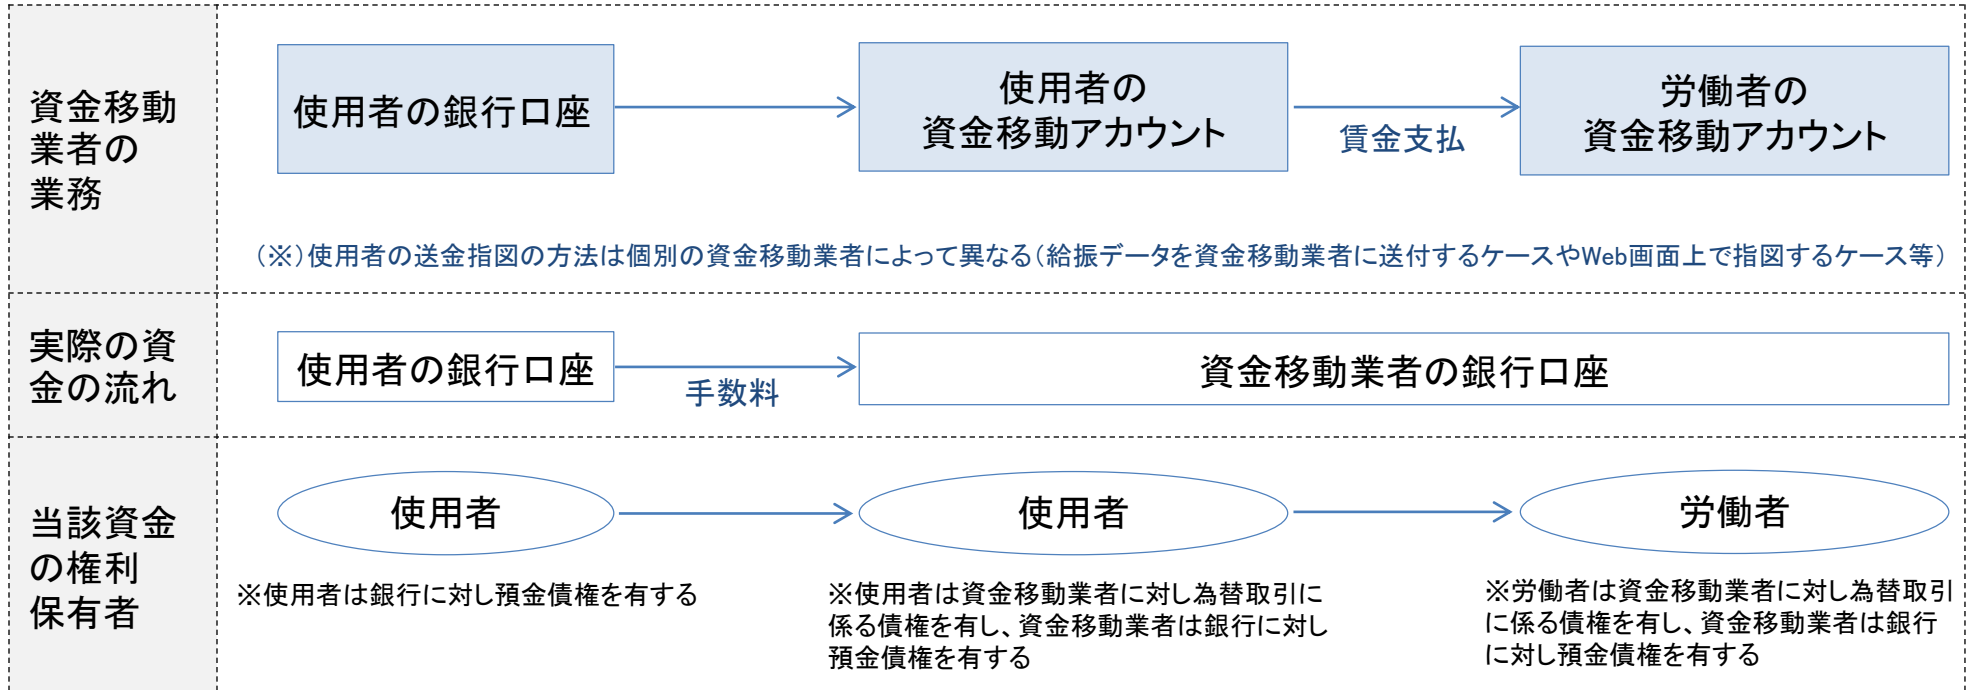 資金移動
業者の
業務
使用者の銀行口座
使用者の
資金移動アカウント
賃金支払
労働者の
資金移動アカウント
(※)使用者の送金指図の方法は個別の資金移動業者によって異なる(給振データを資金移動業者に送付するケースやWeb画面上で指図するケース等)
実際の資
金の流れ
使用者の銀行口座
手数料
資金移動業者の銀行口座
当該資金
の権利
保有者
使用者
使用者
労働者
※使用者は銀行に対し預金債権を有する
※使用者は資金移動業者に対し為替取引に
係る債権を有し、資金移動業者は銀行に対し
預金債権を有する
※労働者は資金移動業者に対し為替取引
に係る債権を有し、資金移動業者は銀行
に対し預金債権を有する